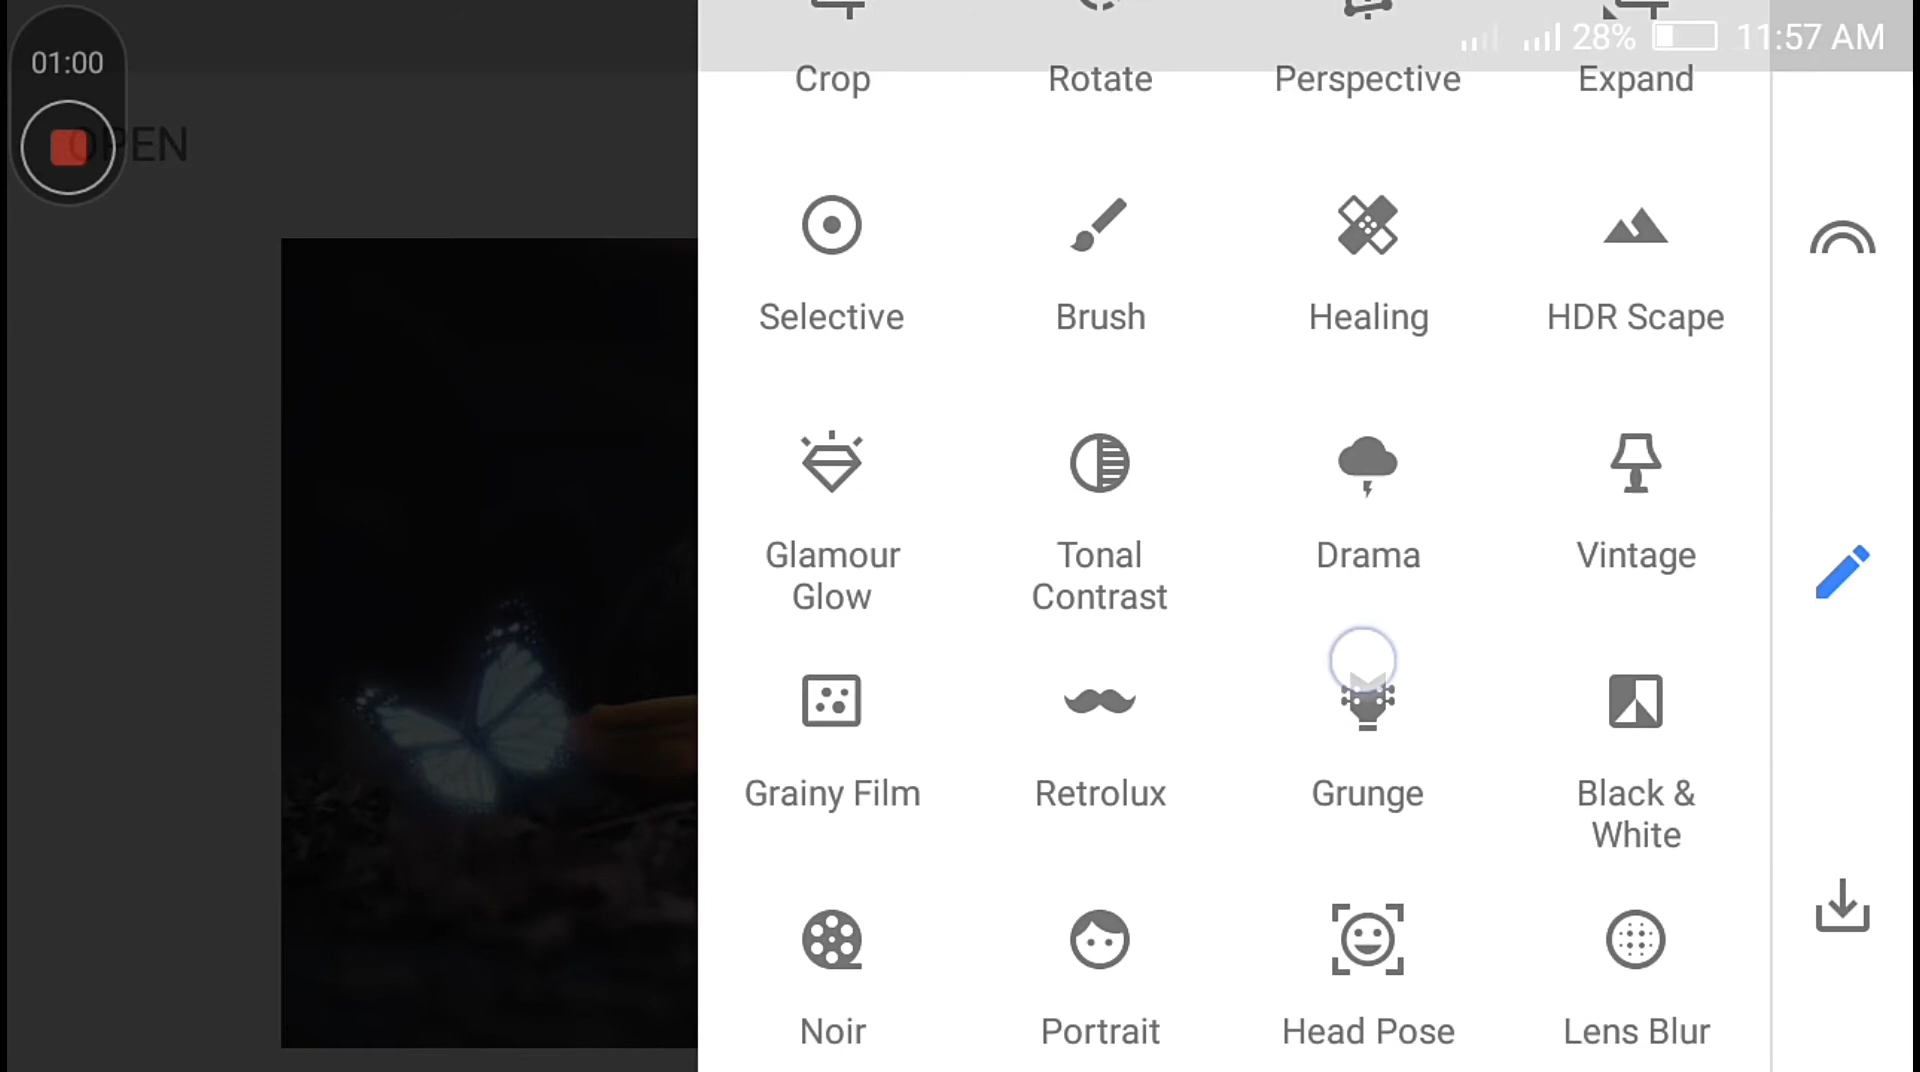 01:00
28% 11:57 AM
Crop Rotate Perspective Expand
OPEN
Selective Brush Healing HDR Scape
Glamour Glow
Tonal Contrast
Drama
Vintage
Grainy Film Retrolux Grunge
Black & White
Noir Portrait Head Pose Lens Blur